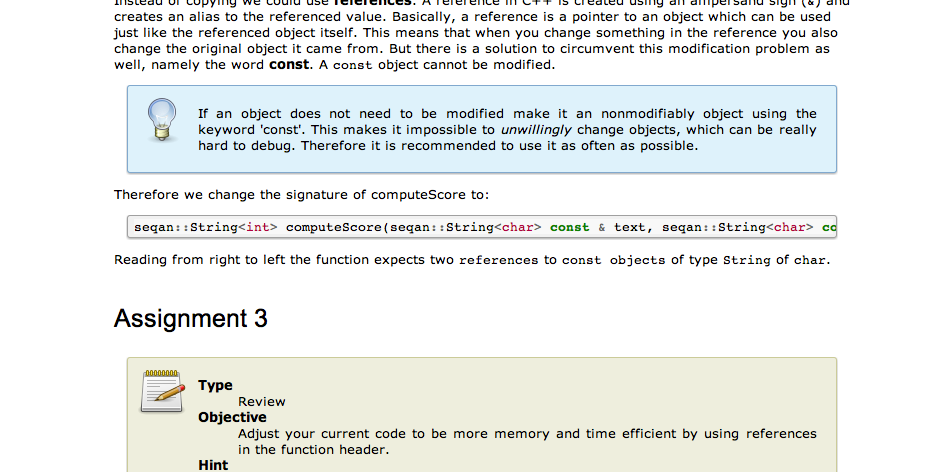 Instead of copying we could use references. A reference in C++ is created using an ampersand sign (&) and
creates an alias to the referenced value. Basically, a reference is a pointer to an object which can be used
just like the referenced object itself. This means that when you change something in the reference you also
change the original object it came from. But there is a solution to circumvent this modification problem as
well, namely the word const. A const object cannot be modified.
If an object does not need to be modified make it an nonmodifiably object using the
keyword 'const'. This makes it impossible to unwillingly change objects, which can be really
hard to debug. Therefore it is recommended to use it as often as possible.
Therefore we change the signature of computeScore to:
seqan::String<int> computeScore(seqan::String<char> const & text, seqan::String<char> co
Reading from right to left the function expects two references to const objects of type String of char.
Assignment 3
Type
Review
Objective
Adjust your current code to be more memory and time efficient by using references
in the function header.
Hint